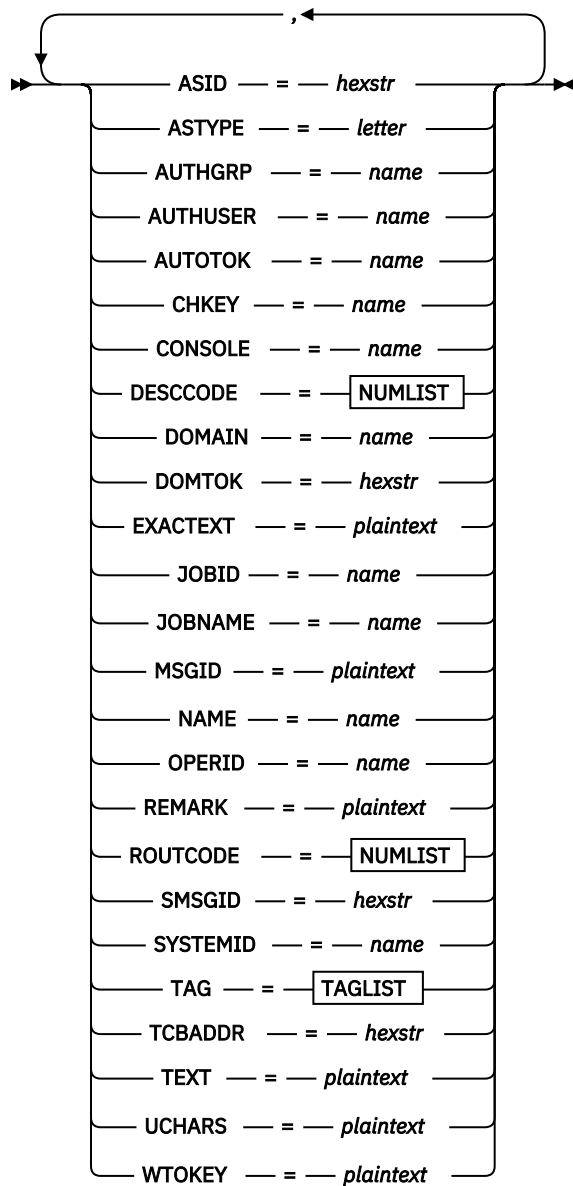 ,
ASID = hexstr
ASTYPE = letter
AUTHGRP = name
AUTHUSER = name
AUTOTOK = name
CHKEY = name
CONSOLE = name
DESCCODE = NUMLIST
DOMAIN = name
DOMTOK = hexstr
EXACTEXT = plaintext
JOBID = name
JOBNAME = name
MSGID = plaintext
NAME = name
OPERID = name
REMARK = plaintext
ROUTCODE = NUMLIST
SMSGID = hexstr
SYSTEMID = name
TAG = TAGLIST
TCBADDR = hexstr
TEXT = plaintext
UCHARS = plaintext
WTOKEY = plaintext